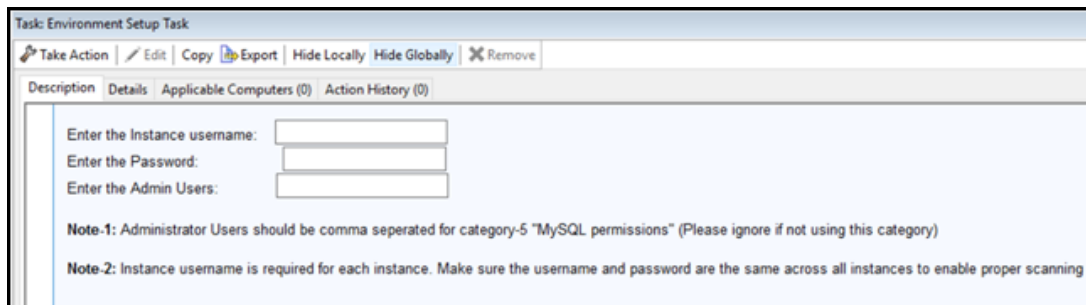 Task: Environment Setup Task
Take Action Edit Copy Export Hide Locally Hide Globally Remove
Description Details Applicable Computers (0) Action History (0)
Enter the Instance username:
Enter the Password:
Enter the Admin Users:
Note-1: Administrator Users should be comma seperated for category-5 "MySQL permissions" (Please ignore if not using this category)
Note-2: Instance username is required for each instance. Make sure the username and password are the same across all instances to enable proper scanning